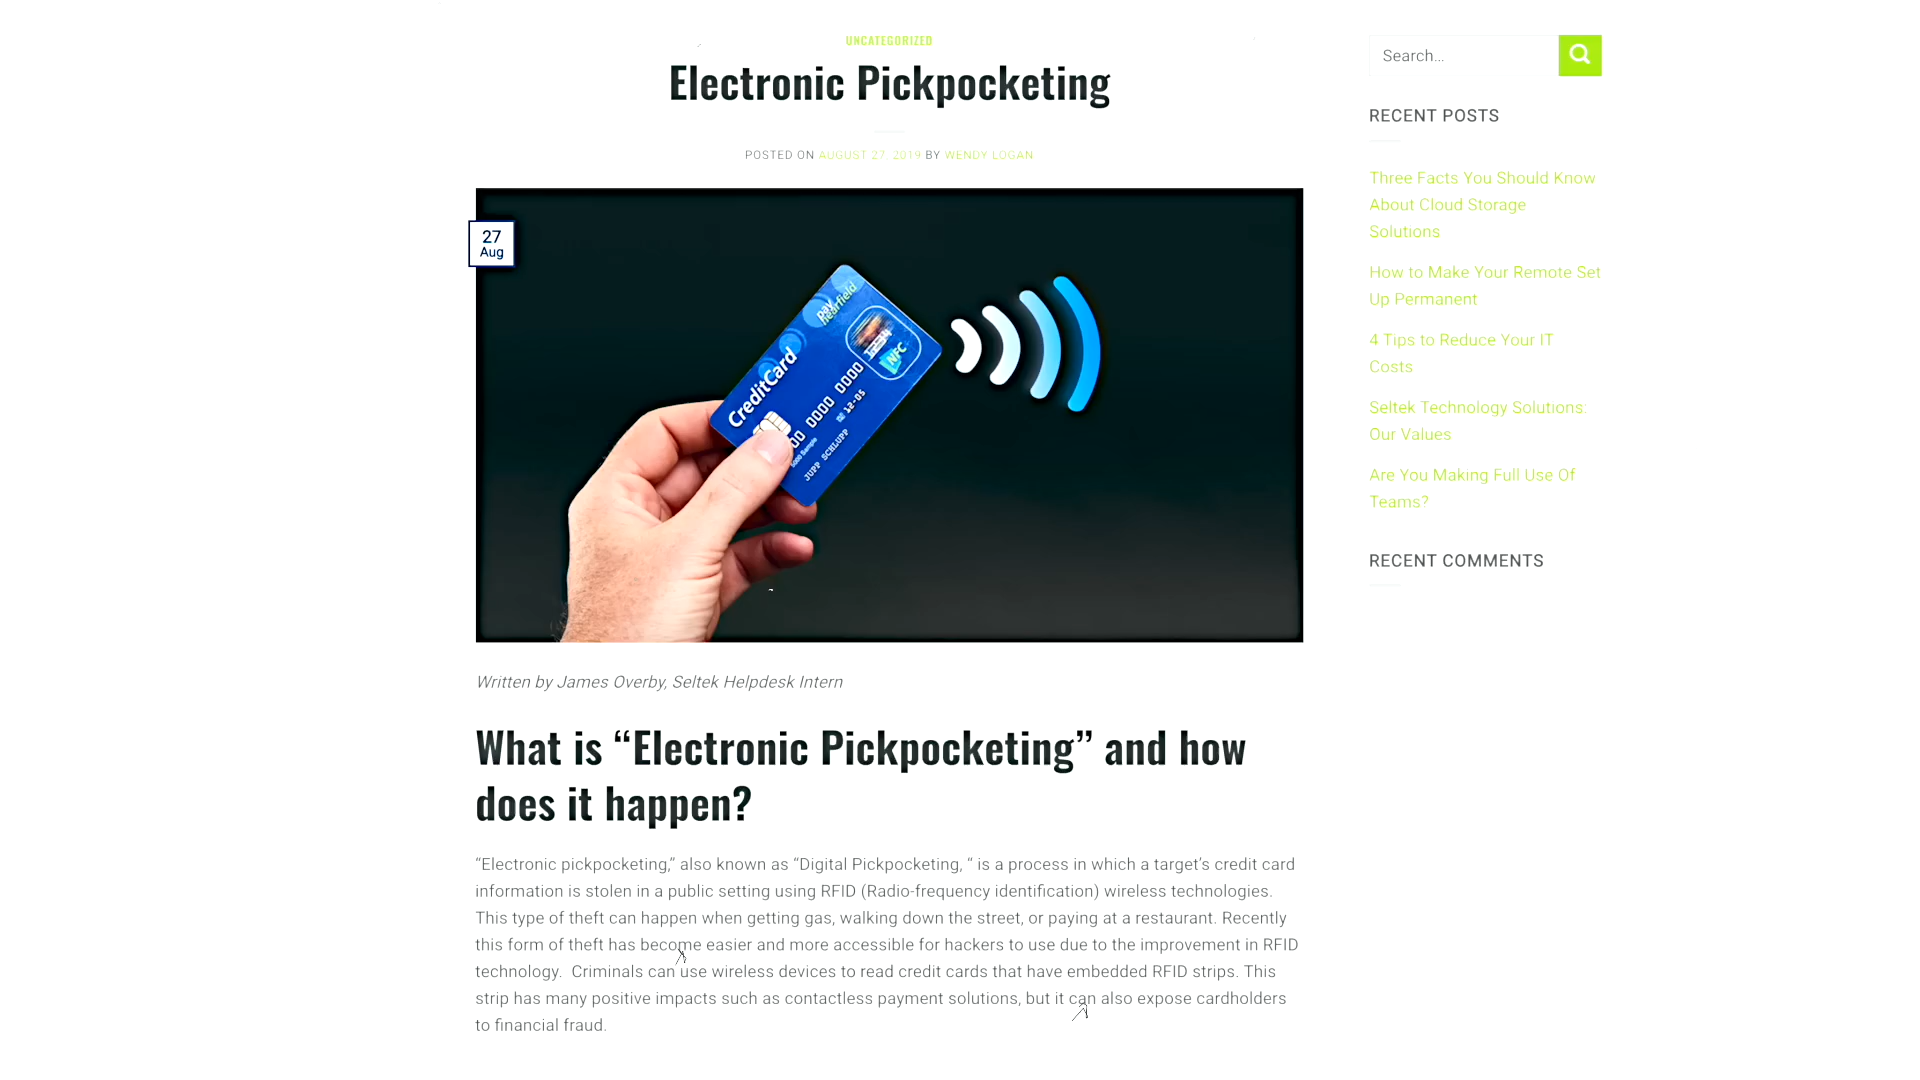 UNCATEGORIZED
Electronic Pickpocketing
POSTED ON AUGUST 27, 2019 BY WENDY LOGAN
27
Aug
pay
CreditCard
1234
NFC
00 0000 0000
12-05
0000 Sample
JUPP SCHLUPP
Written by James Overby, Seltek Helpdesk Intern
What is “Electronic Pickpocketing” and how
does it happen?
“Electronic pickpocketing,” also known as “Digital Pickpocketing, “ is a process in which a target’s credit card
information is stolen in a public setting using RFID (Radio-frequency identification) wireless technologies.
This type of theft can happen when getting gas, walking down the street, or paying at a restaurant. Recently
this form of theft has become easier and more accessible for hackers to use due to the improvement in RFID
technology.  Criminals can use wireless devices to read credit cards that have embedded RFID strips. This
strip has many positive impacts such as contactless payment solutions, but it can also expose cardholders
to financial fraud.
Search...
RECENT POSTS
Three Facts You Should Know
About Cloud Storage
Solutions
How to Make Your Remote Set
Up Permanent
4 Tips to Reduce Your IT
Costs
Seltek Technology Solutions:
Our Values
Are You Making Full Use Of
Teams?
RECENT COMMENTS